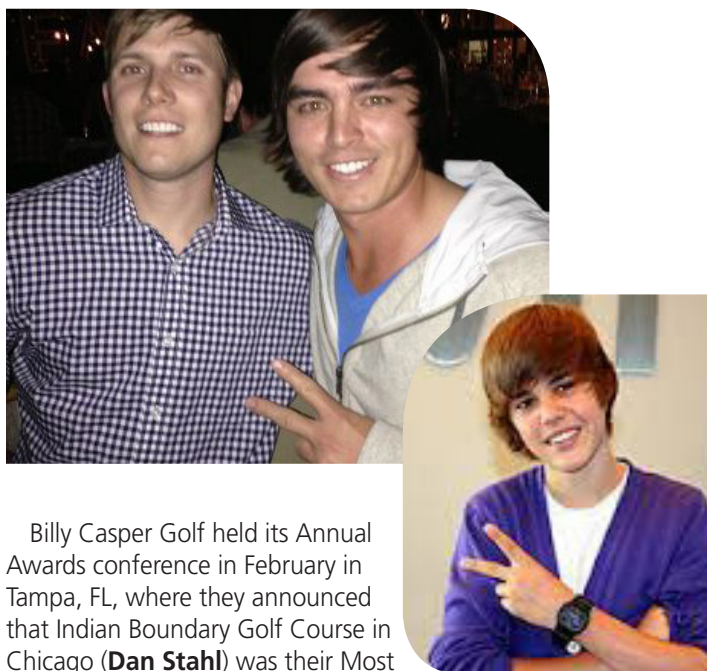 Billy Casper Golf held its Annual
Awards conference in February in
Tampa, FL, where they announced
that Indian Boundary Golf Course in
Chicago (Dan Stahl) was their Most